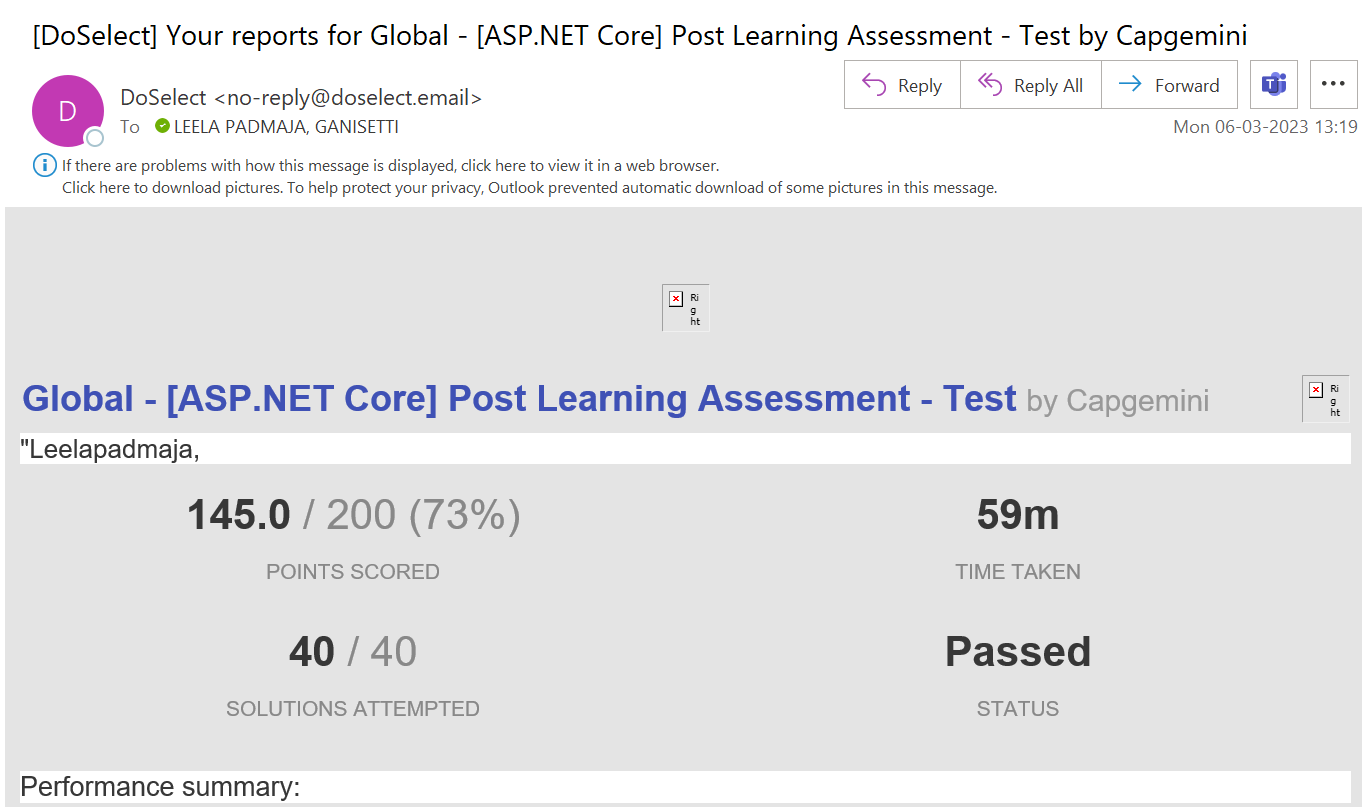 [DoSelect] Your reports for Global - [ASP.NET Core] Post Learning Assessment - Test by Capgemini
D
DoSelect <no-reply@doselect.email>
To LEELA PADMAJA, GANISETTI
Reply
Reply All
Forward
Mon 06-03-2023 13:19
If there are problems with how this message is displayed, click here to view it in a web browser.
Click here to download pictures. To help protect your privacy, Outlook prevented automatic download of some pictures in this message.
Ri
g
ht
Global - [ASP.NET Core] Post Learning Assessment - Test by Capgemini
Ri
g
ht
"Leelapadmaja,
145.0 / 200 (73%)
59m
POINTS SCORED
TIME TAKEN
40 / 40
Passed
SOLUTIONS ATTEMPTED
STATUS
Performance summary: